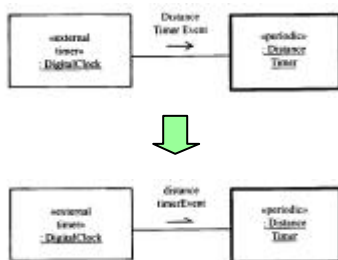 Distance
Timer Event
«external
timer»
: DigitalClock
«periodic»
: Distance
Timer
distance
timerEvent
«external
timer»
: DigitalClock
«periodic»
: Distance
Timer